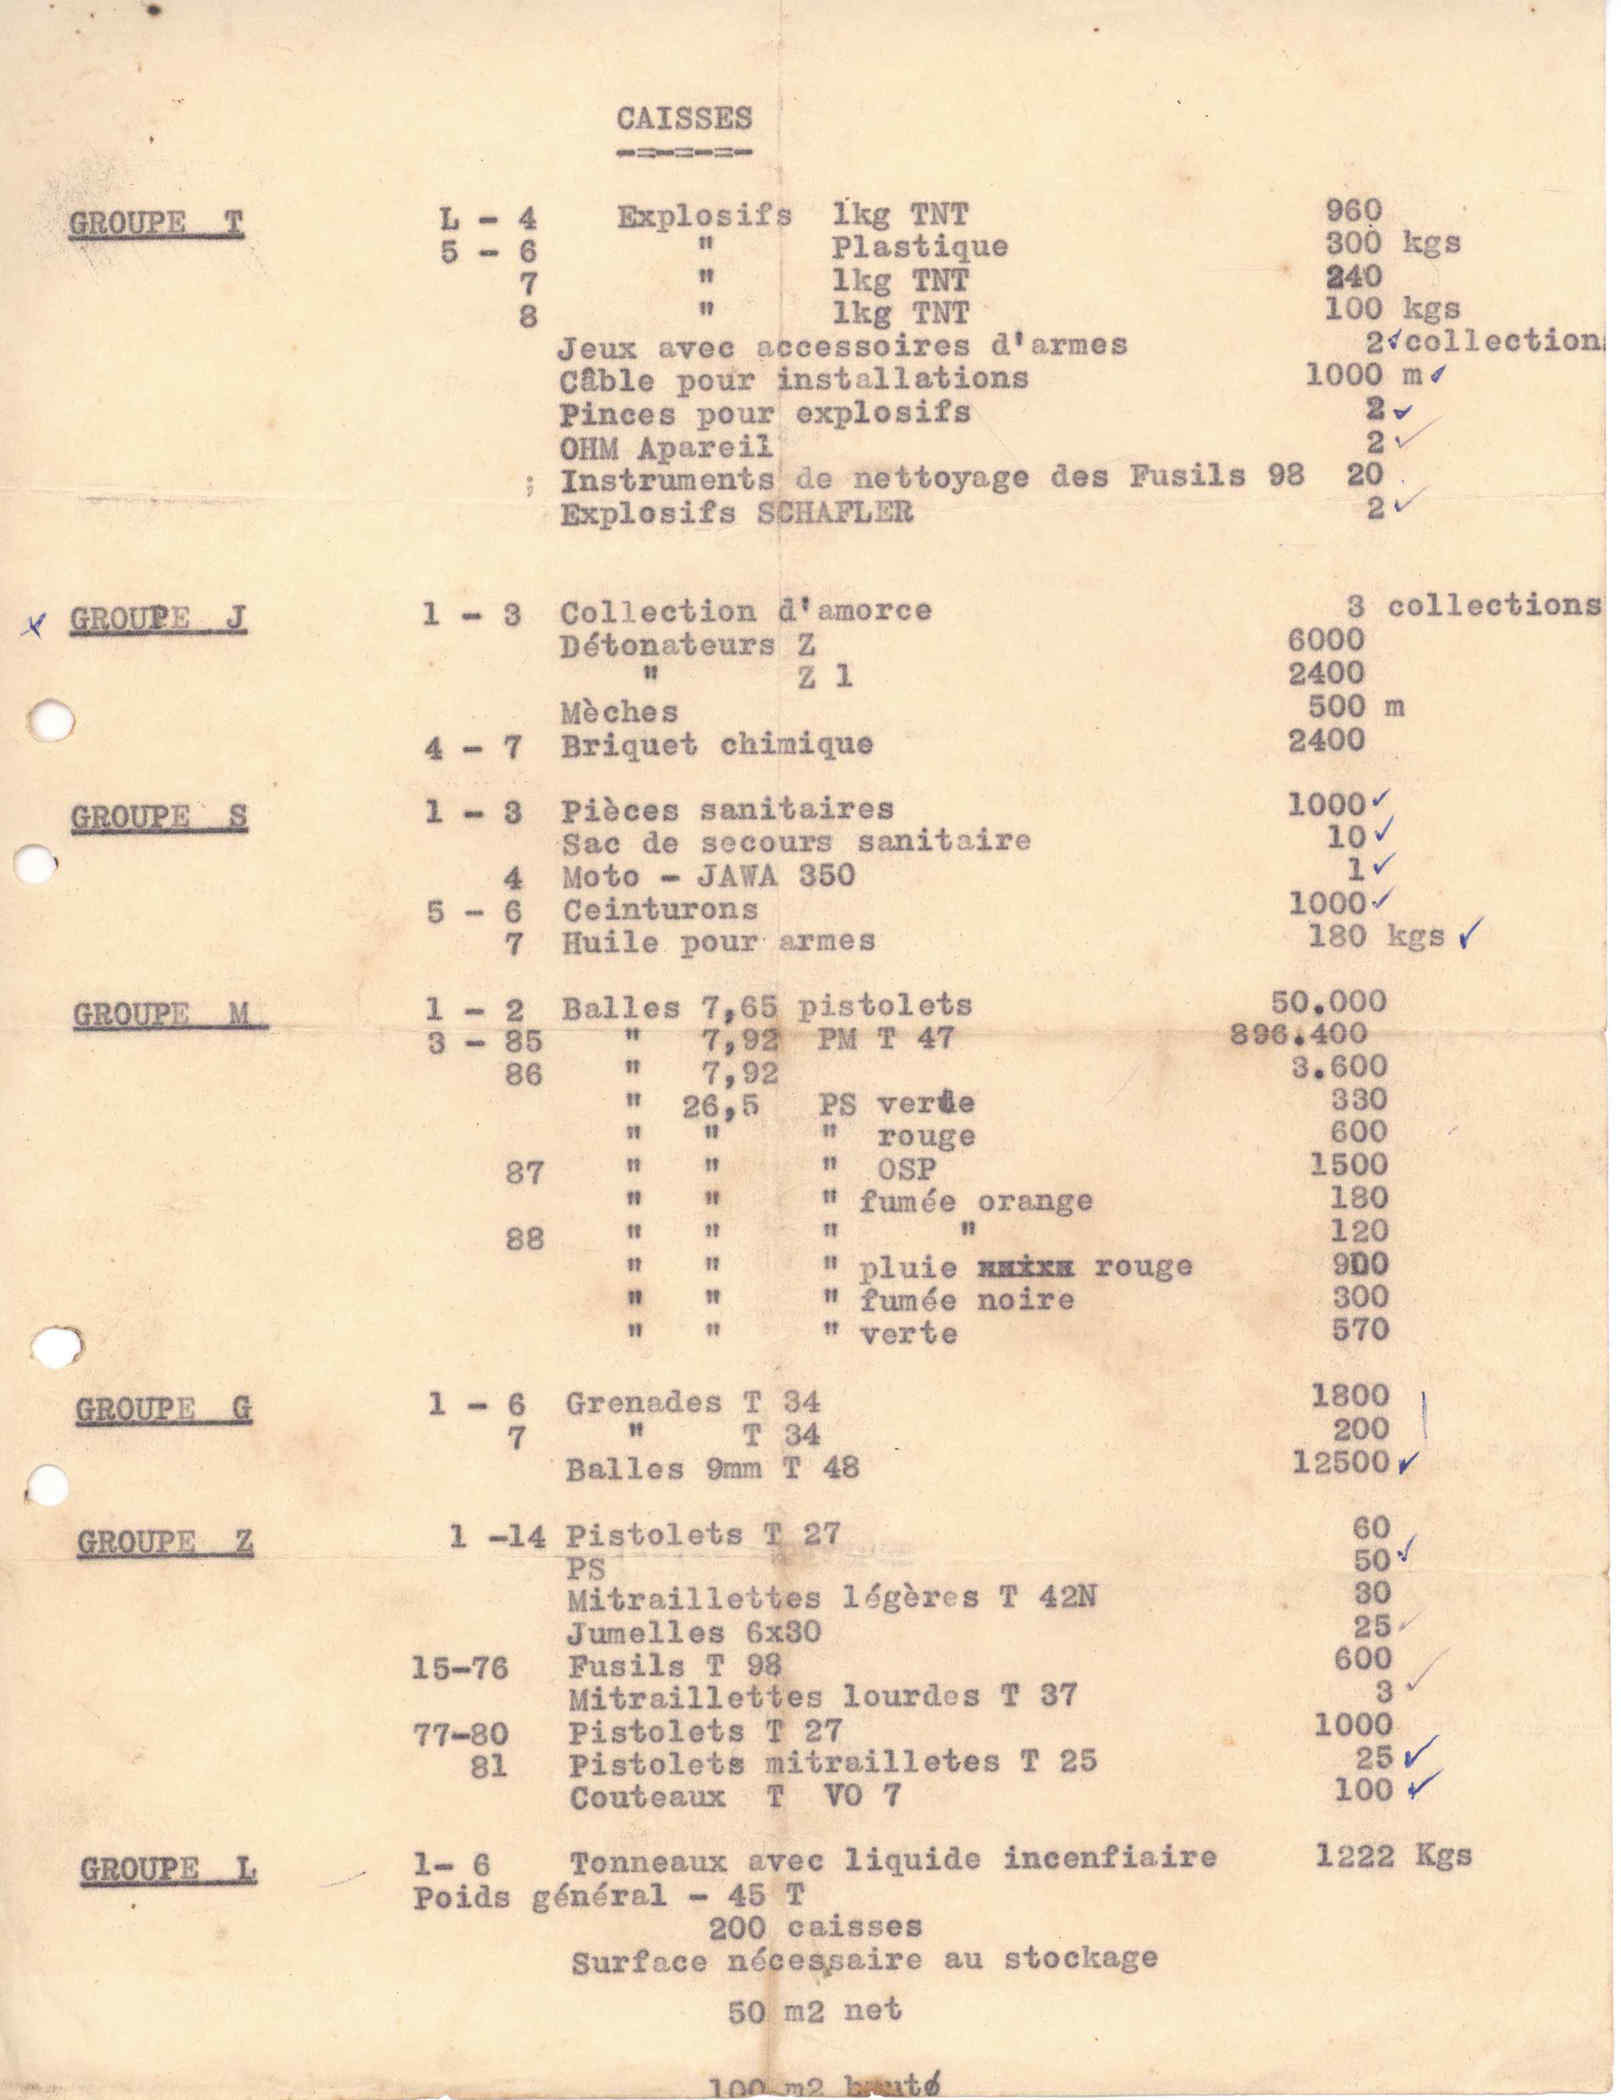 CAISSES
-=-=-=-
GROUPE T L - 4 Explosifs 1kg TNT 960
5 - 6 " Plastique 300 kgs
7 " 1kg TNT 240
8 " 1kg TNT 100 kgs
Jeux avec accessoires d'armes 2 collection
Câble pour installations 1000 m
Pinces pour explosifs 2
OHM Apareil 2
; Instruments de nettoyage des Fusils 98 20
Explosifs SCHAFLER 2
x GROUPE J 1 - 3 Collection d'amorce 3 collections
Détonateurs Z 6000
" Z 1 2400
Mèches 500 m
4 - 7 Briquet chimique 2400
GROUPE S 1 - 3 Pièces sanitaires 1000
Sac de secours sanitaire 10
4 Moto - JAWA 350 1
5 - 6 Ceinturons 1000
7 Huile pour armes 180 kgs
GROUPE M 1 - 2 Balles 7,65 pistolets 50.000
3 - 85 " 7,92 PM T 47 896.400
86 " 7,92 3.600
" 26,5 PS verte 330
" " " rouge 600
87 " " " OSP 1500
" " " fumée orange 180
88 " " " " 120
" " " pluie rouge 900
" " " fumée noire 300
" " " verte 570
GROUPE G 1 - 6 Grenades T 34 1800
7 " T 34 200
Balles 9mm T 48 12500
GROUPE Z 1 -14 Pistolets T 27 60
PS 50
Mitraillettes légères T 42N 30
Jumelles 6x30 25
15-76 Fusils T 98 600
Mitraillettes lourdes T 37 3
77-80 Pistolets T 27 1000
81 Pistolets mitrailletes T 25 25
Couteaux T VO 7 100
GROUPE L 1- 6 Tonneaux avec liquide incenfiaire 1222 Kgs
Poids général - 45 T
200 caisses
Surface nécessaire au stockage
50 m2 net
100 m2